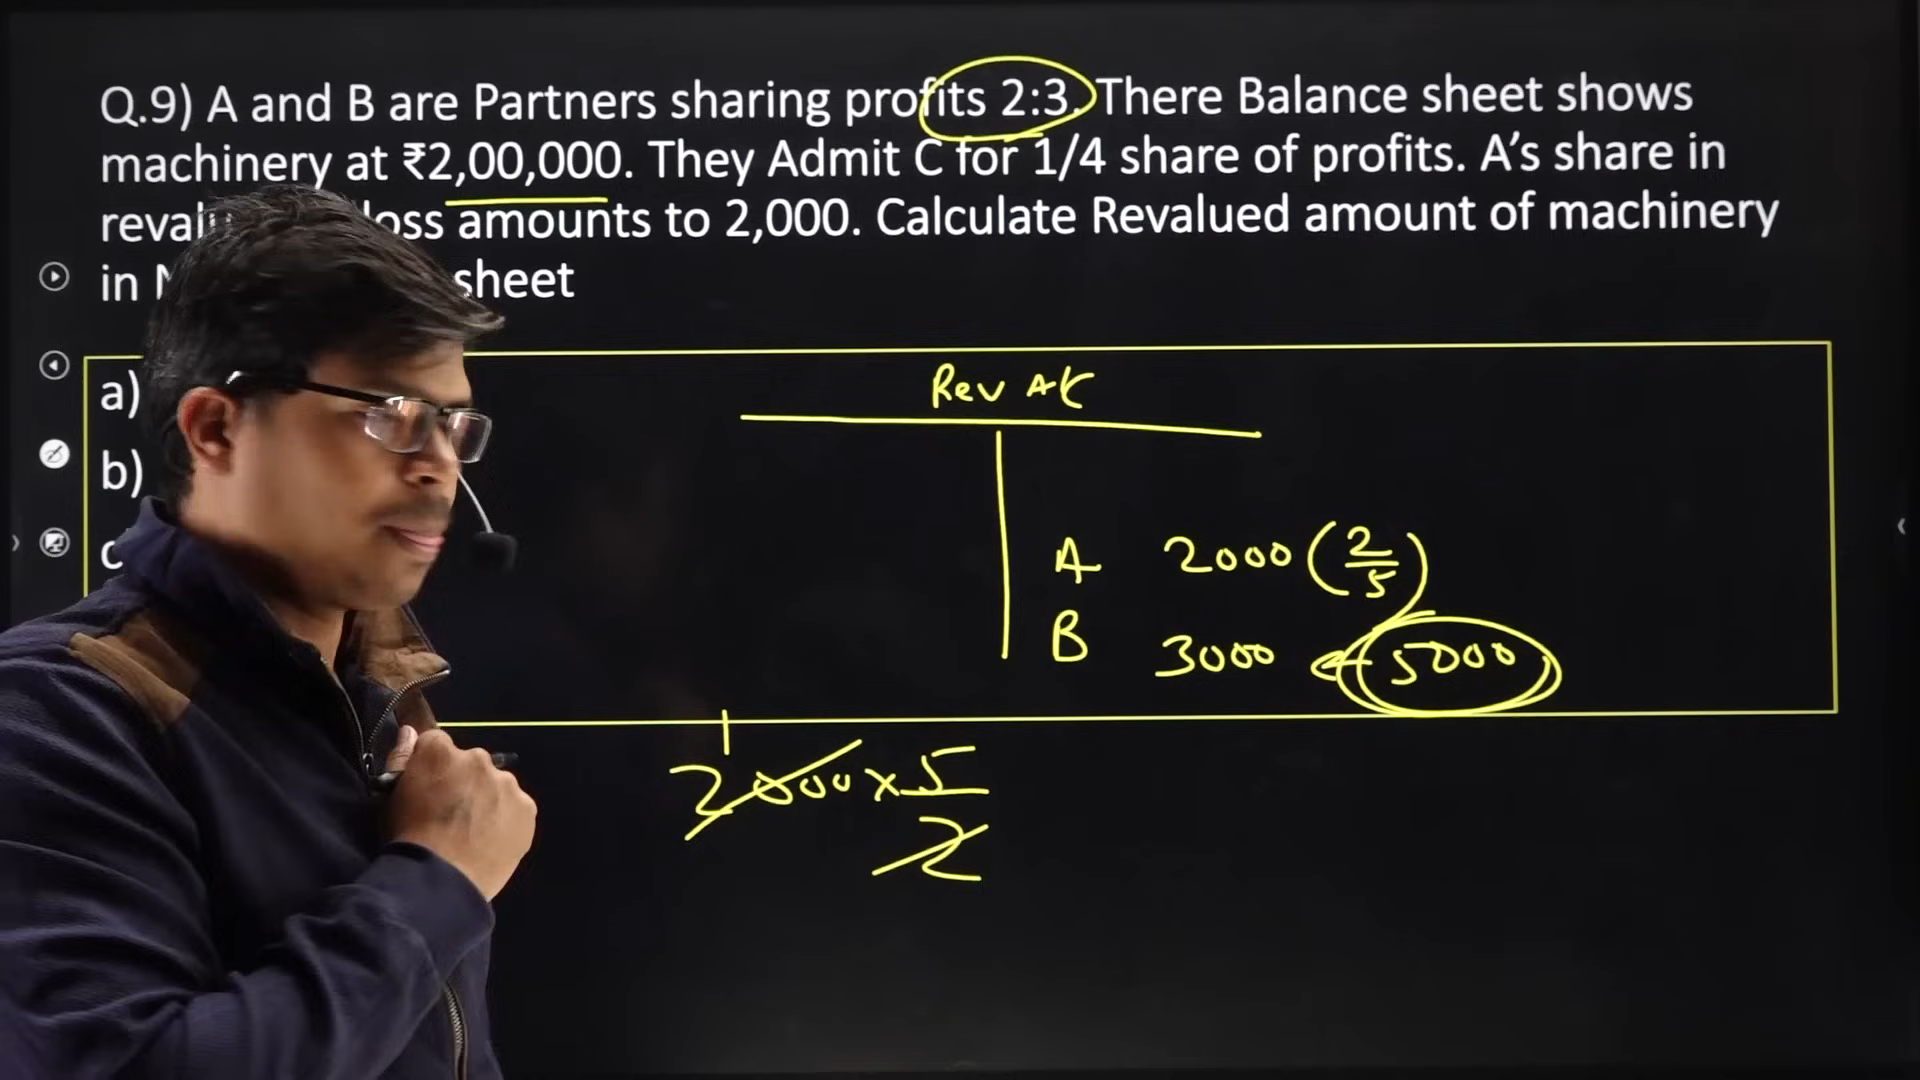 Q.9) A and B are Partners sharing profits 2:3. There Balance sheet shows
machinery at ₹2,00,000. They Admit C for 1/4 share of profits. A's share in
loss amounts to 2,000. Calculate Revalued amount of machinery
in sheet
a)
Rev A/c
b)
A 2000 (2/5)
B 3000 5000
2000 x 5/2